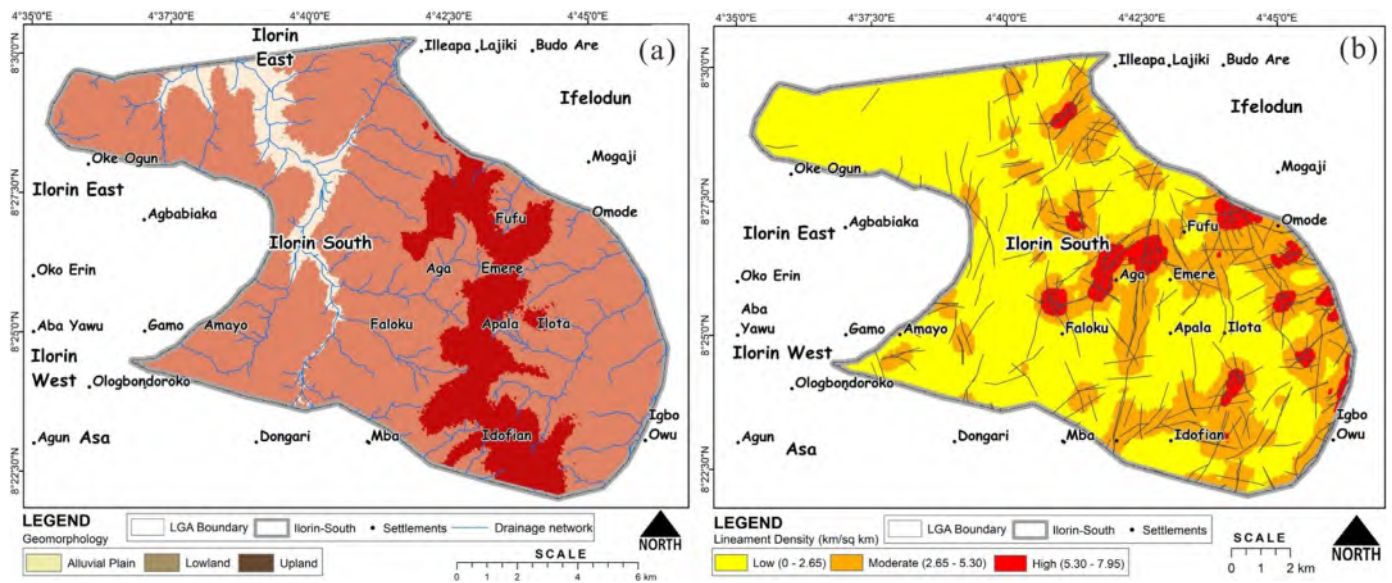 4°35'0"E 4°37'30"E 4°40'0"E 4°42'30"E 4°45'0"E
(a)
8°30'0"N
8°27'30"N
8°25'0"N
8°22'30"N
Ilorin
East
Illeapa Lajiki Budo Are
Ifelodun
Oke Ogun
Mogaji
Ilorin East
Agbabiaka
Fufu
Omode
Ilorin South
Oko Erin
Aga
Emere
Aba Yawu
Gamo
Amayo
Faloku
Apala
Ilota
Ilorin
West
Ologbondoroko
Igbo
Owu
Agun
Asa
Dongari
Mba
Idofian
LEGEND
LGA Boundary Ilorin-South Settlements Drainage network
Geomorphology
Alluvial Plain Lowland Upland
SCALE
0 1 2 4 6 km
NORTH
4°35'0"E 4°37'30"E 4°40'0"E 4°42'30"E 4°45'0"E
(b)
8°30'0"N
8°27'30"N
8°25'0"N
8°22'30"N
Illeapa Lajiki Budo Are
Ifelodun
Oke Ogun
Mogaji
Agbabiaka
Fufu
Omode
Ilorin East
Ilorin South
Oko Erin
Aga
Emere
Aba
Yawu
Gamo
Amayo
Faloku
Apala
Ilota
Ilorin West
Ologbondoroko
Igbo
Owu
Agun
Asa
Dongari
Mba
Idofian
LEGEND
LGA Boundary Ilorin-South Settlements
Lineament Density (km/sq km)
Low (0 - 2.65) Moderate (2.65 - 5.30) High (5.30 - 7.95)
SCALE
0 1 2 km
NORTH